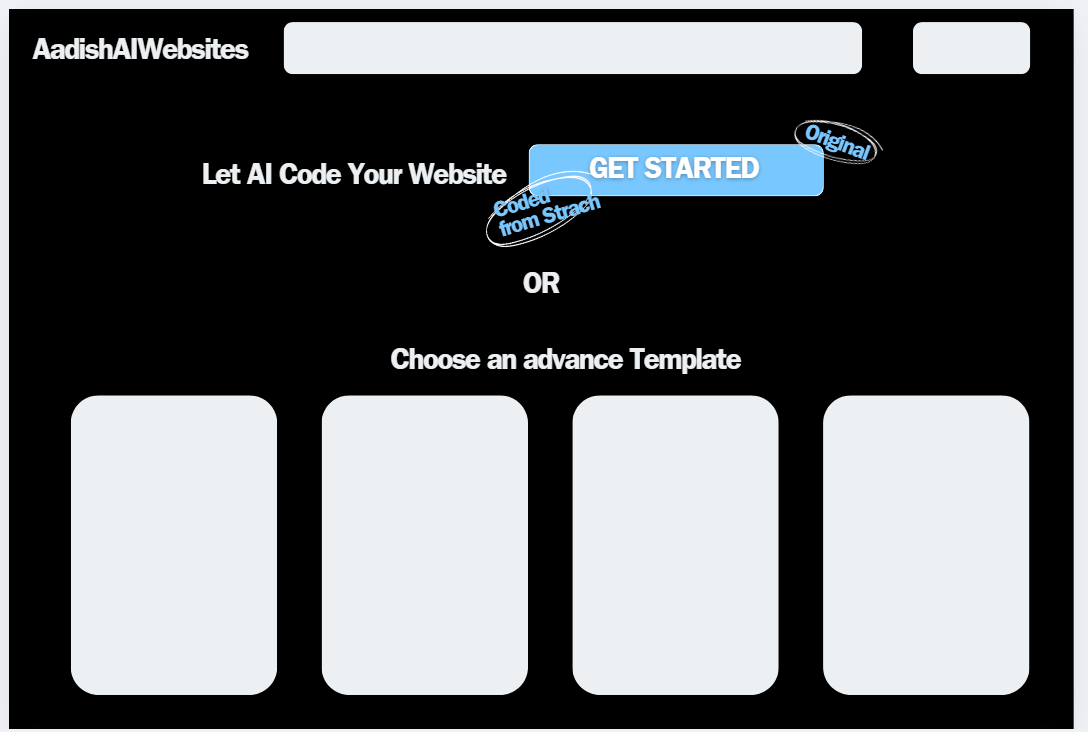 AadishAIWebsites
Original
Let AI Code Your Website
GET STARTED
Coded
from Strach
OR
Choose an advance Template